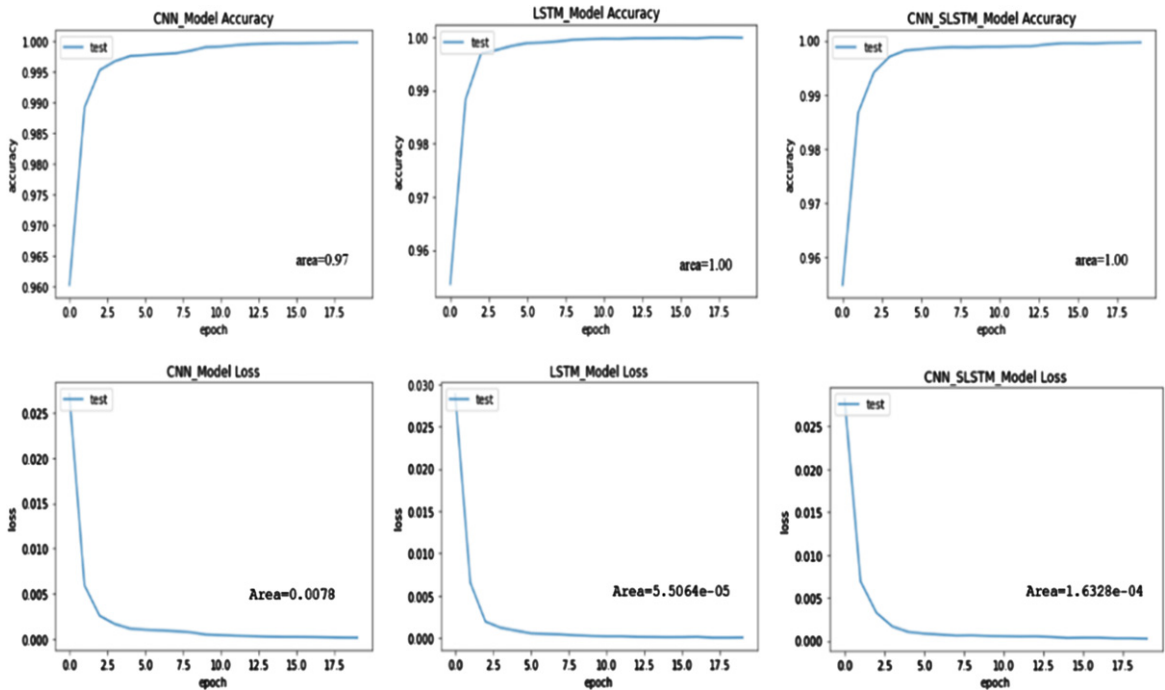 CNN_Model Accuracy
test
1.000
0.995
0.990
0.985
0.980
0.975
0.970
0.965
0.960
accuracy
area=0.97
0.0 2.5 5.0 7.5 10.0 12.5 15.0 17.5
epoch
LSTM_Model Accuracy
test
1.00
0.99
0.98
0.97
0.96
accuracy
area=1.00
0.0 2.5 5.0 7.5 10.0 12.5 15.0 17.5
epoch
CNN_SLSTM_Model Accuracy
test
1.00
0.99
0.98
0.97
0.96
accuracy
area=1.00
0.0 2.5 5.0 7.5 10.0 12.5 15.0 17.5
epoch
CNN_Model Loss
test
0.025
0.020
0.015
0.010
0.005
0.000
loss
Area=0.0078
0.0 2.5 5.0 7.5 10.0 12.5 15.0 17.5
epoch
LSTM_Model Loss
test
0.030
0.025
0.020
0.015
0.010
0.005
0.000
loss
Area=5.5064e-05
0.0 2.5 5.0 7.5 10.0 12.5 15.0 17.5
epoch
CNN_SLSTM_Model Loss
test
0.025
0.020
0.015
0.010
0.005
0.000
loss
Area=1.6328e-04
0.0 2.5 5.0 7.5 10.0 12.5 15.0 17.5
epoch